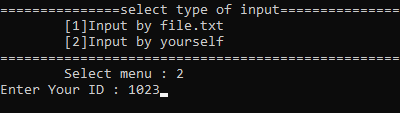 ===============select type of input===============
[1]Input by file.txt
[2]Input by yourself
==================================================
Select menu : 2
Enter Your ID : 1023